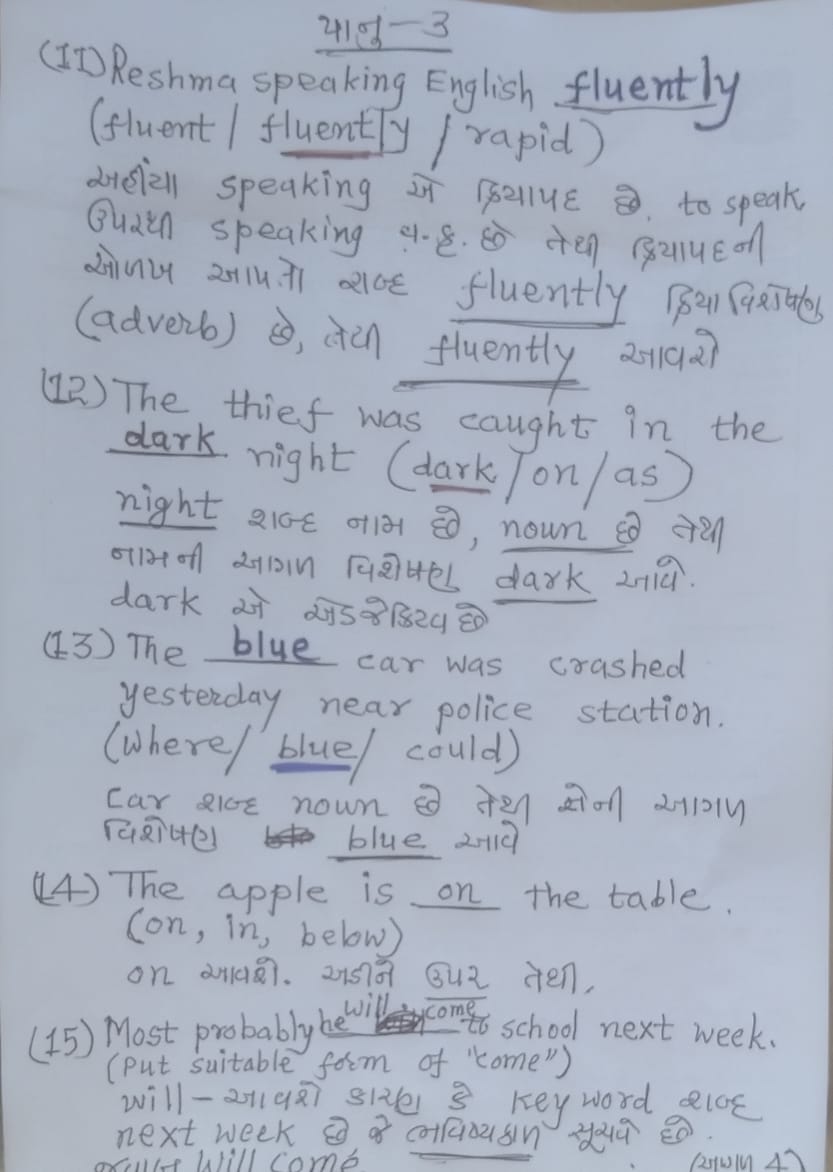 પાનુ-૩
(11) Reshma speaking English fluently
(fluent / fluently / rapid)
અહીંયા speaking એ ક્રિયાપદ છે. to speak
ઉપરથી speaking વ.કૃ. છે તેથી ક્રિયાપદની
ઓળખ આપતો શબ્દ fluently ક્રિયાવિશેષણ
(adverb) છે, તેથી fluently આવશે
(12) The thief was caught in the
dark night (dark / on / as)
night શબ્દ નામ છે, noun છે તેથી
નામની આગળ વિશેષણ dark આવે.
dark એ એડજેક્ટિવ છે
(13) The blue car was crashed
yesterday near police station.
(where / blue / could)
car શબ્દ noun છે તેથી તેની આગળ
વિશેષણ blue આવે
(14) The apple is on the table.
(on, in, below)
on આવશે. અડીને ઉપર તેથી.
(15) Most probably he will come to school next week.
(Put suitable form of "come")
will - આવશે કારણ કે key word શબ્દ
next week છે જે ભવિષ્યકાળ સૂચવે છે.
will come (પાના 4)